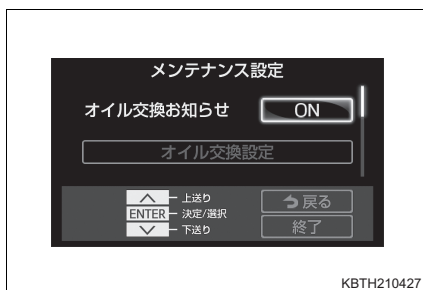 メンテナンス設定
オイル交換お知らせ ON
オイル交換設定
上送り
ENTER 決定/選択
下送り
戻る
終了
KBTH210427